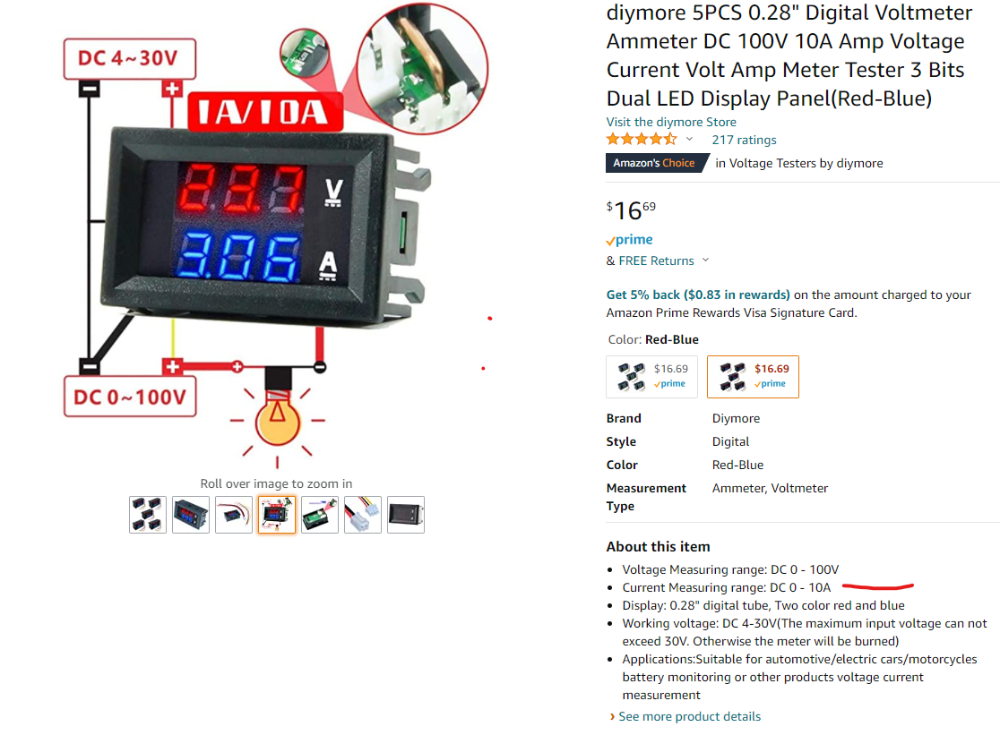 DC 4~30V
1A/10A
23.7 V
3.06 A
DC 0~100V
Roll over image to zoom in
diymore 5PCS 0.28" Digital Voltmeter
Ammeter DC 100V 10A Amp Voltage
Current Volt Amp Meter Tester 3 Bits
Dual LED Display Panel(Red-Blue)
Visit the diymore Store
217 ratings
Amazon's Choice in Voltage Testers by diymore
$16 69
prime
& FREE Returns
Get 5% back ($0.83 in rewards) on the amount charged to your
Amazon Prime Rewards Visa Signature Card.
Color: Red-Blue
$16.69 $16.69
prime prime
Brand Diymore
Style Digital
Color Red-Blue
Measurement Ammeter, Voltmeter
Type
About this item
• Voltage Measuring range: DC 0 - 100V
• Current Measuring range: DC 0 - 10A
• Display: 0.28" digital tube, Two color red and blue
• Working voltage: DC 4-30V(The maximum input voltage can not
exceed 30V. Otherwise the meter will be burned)
• Applications:Suitable for automotive/electric cars/motorcycles
battery monitoring or other products voltage current
measurement
› See more product details